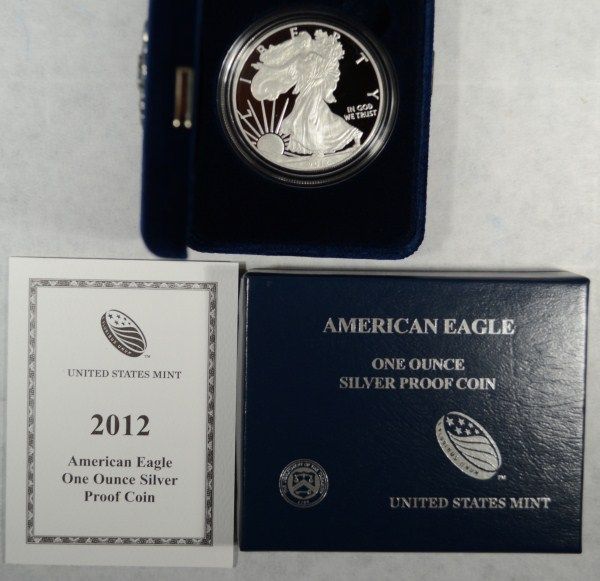 LIBERTY
IN GOD
WE TRUST
UNITED STATES MINT
2012
American Eagle
One Ounce Silver
Proof Coin
AMERICAN EAGLE
ONE OUNCE
SILVER PROOF COIN
UNITED STATES MINT